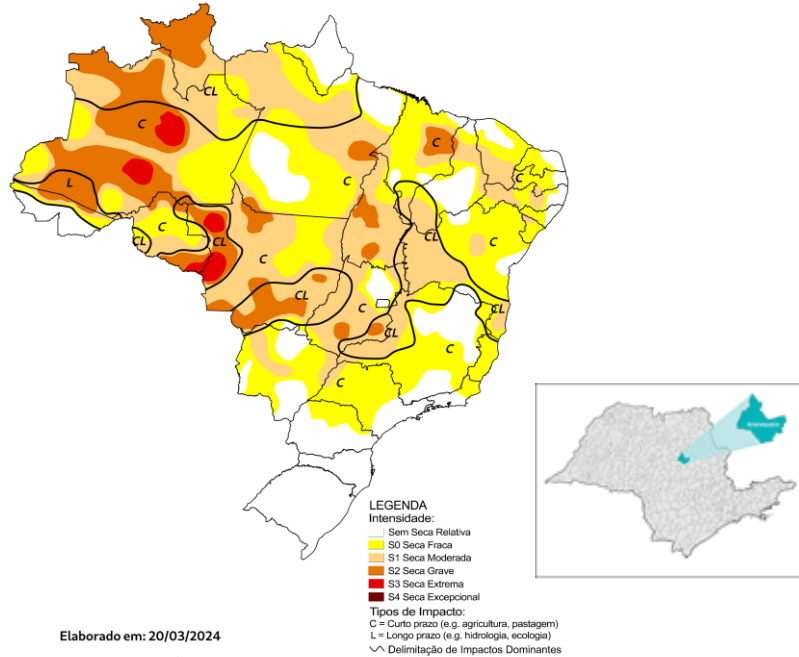 CL
C
L
C
CL
CL
C
C
C
C
CL
C
CL
C
CL
CL
C
C
Araraquara
LEGENDA
Intensidade:
Sem Seca Relativa
S0 Seca Fraca
S1 Seca Moderada
S2 Seca Grave
S3 Seca Extrema
S4 Seca Excepcional
Tipos de Impacto:
C = Curto prazo (e.g. agricultura, pastagem)
L = Longo prazo (e.g. hidrologia, ecologia)
Delimitação de Impactos Dominantes
Elaborado em: 20/03/2024